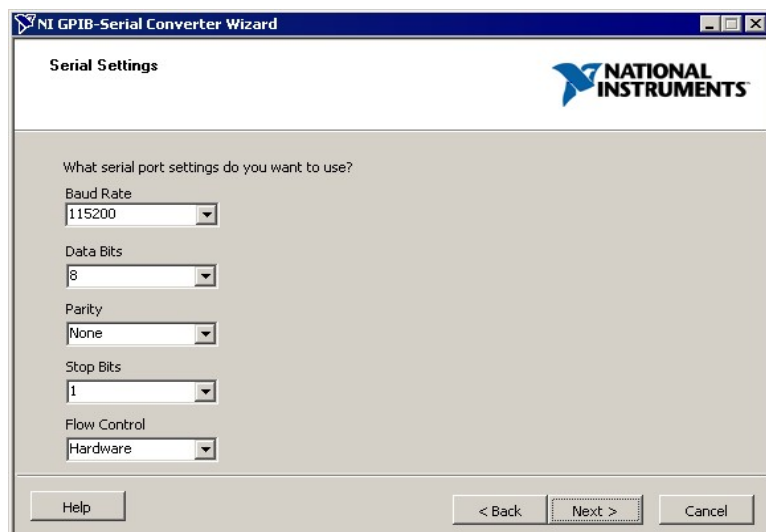 NI GPIB-Serial Converter Wizard
Serial Settings
NATIONAL
INSTRUMENTS
What serial port settings do you want to use?
Baud Rate
115200
Data Bits
8
Parity
None
Stop Bits
1
Flow Control
Hardware
Help
< Back
Next >
Cancel